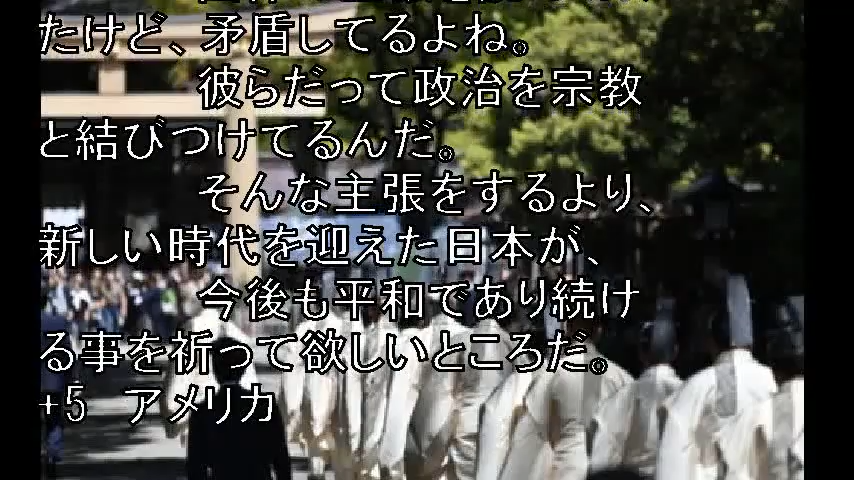 たけど、矛盾してるよね。
彼らだって政治を宗教
と結びつけてるんだ。
そんな主張をするより、
新しい時代を迎えた日本が、
今後も平和であり続け
る事を祈って欲しいところだ。
+5 アメリカ